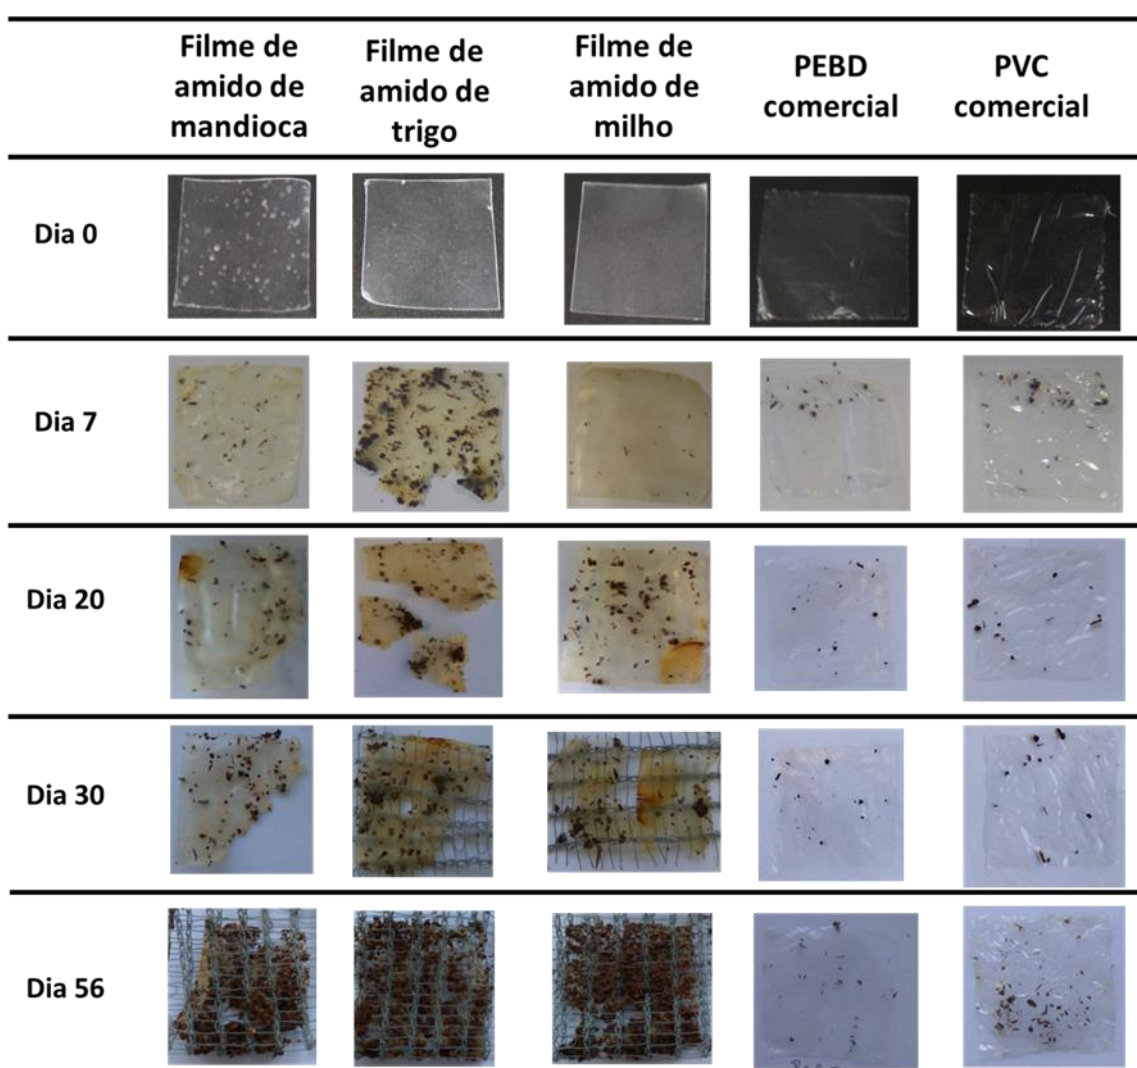 Filme de
amido de
mandioca
Filme de
amido de
trigo
Filme de
amido de
milho
PEBD
comercial
PVC
comercial
Dia 0
Dia 7
Dia 20
Dia 30
Dia 56